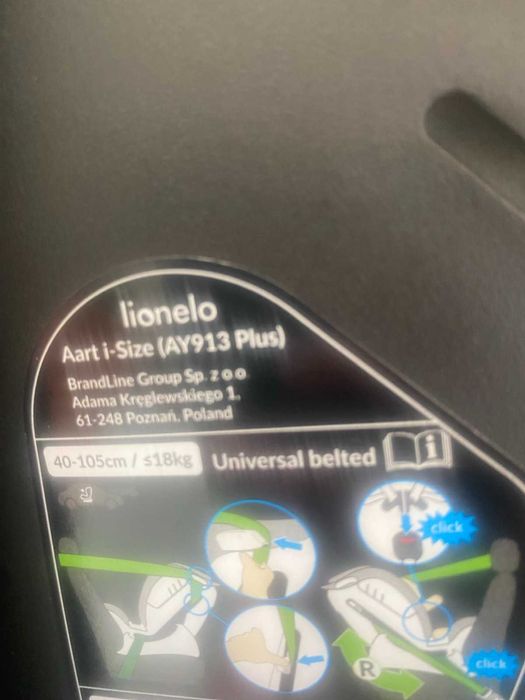 lionelo
Aart i-Size (AY913 Plus)
BrandLine Group Sp. z o o
Adama Kręglewskiego 1,
61-248 Poznań, Poland
40-105cm / ≤18kg Universal belted i
click
R
click